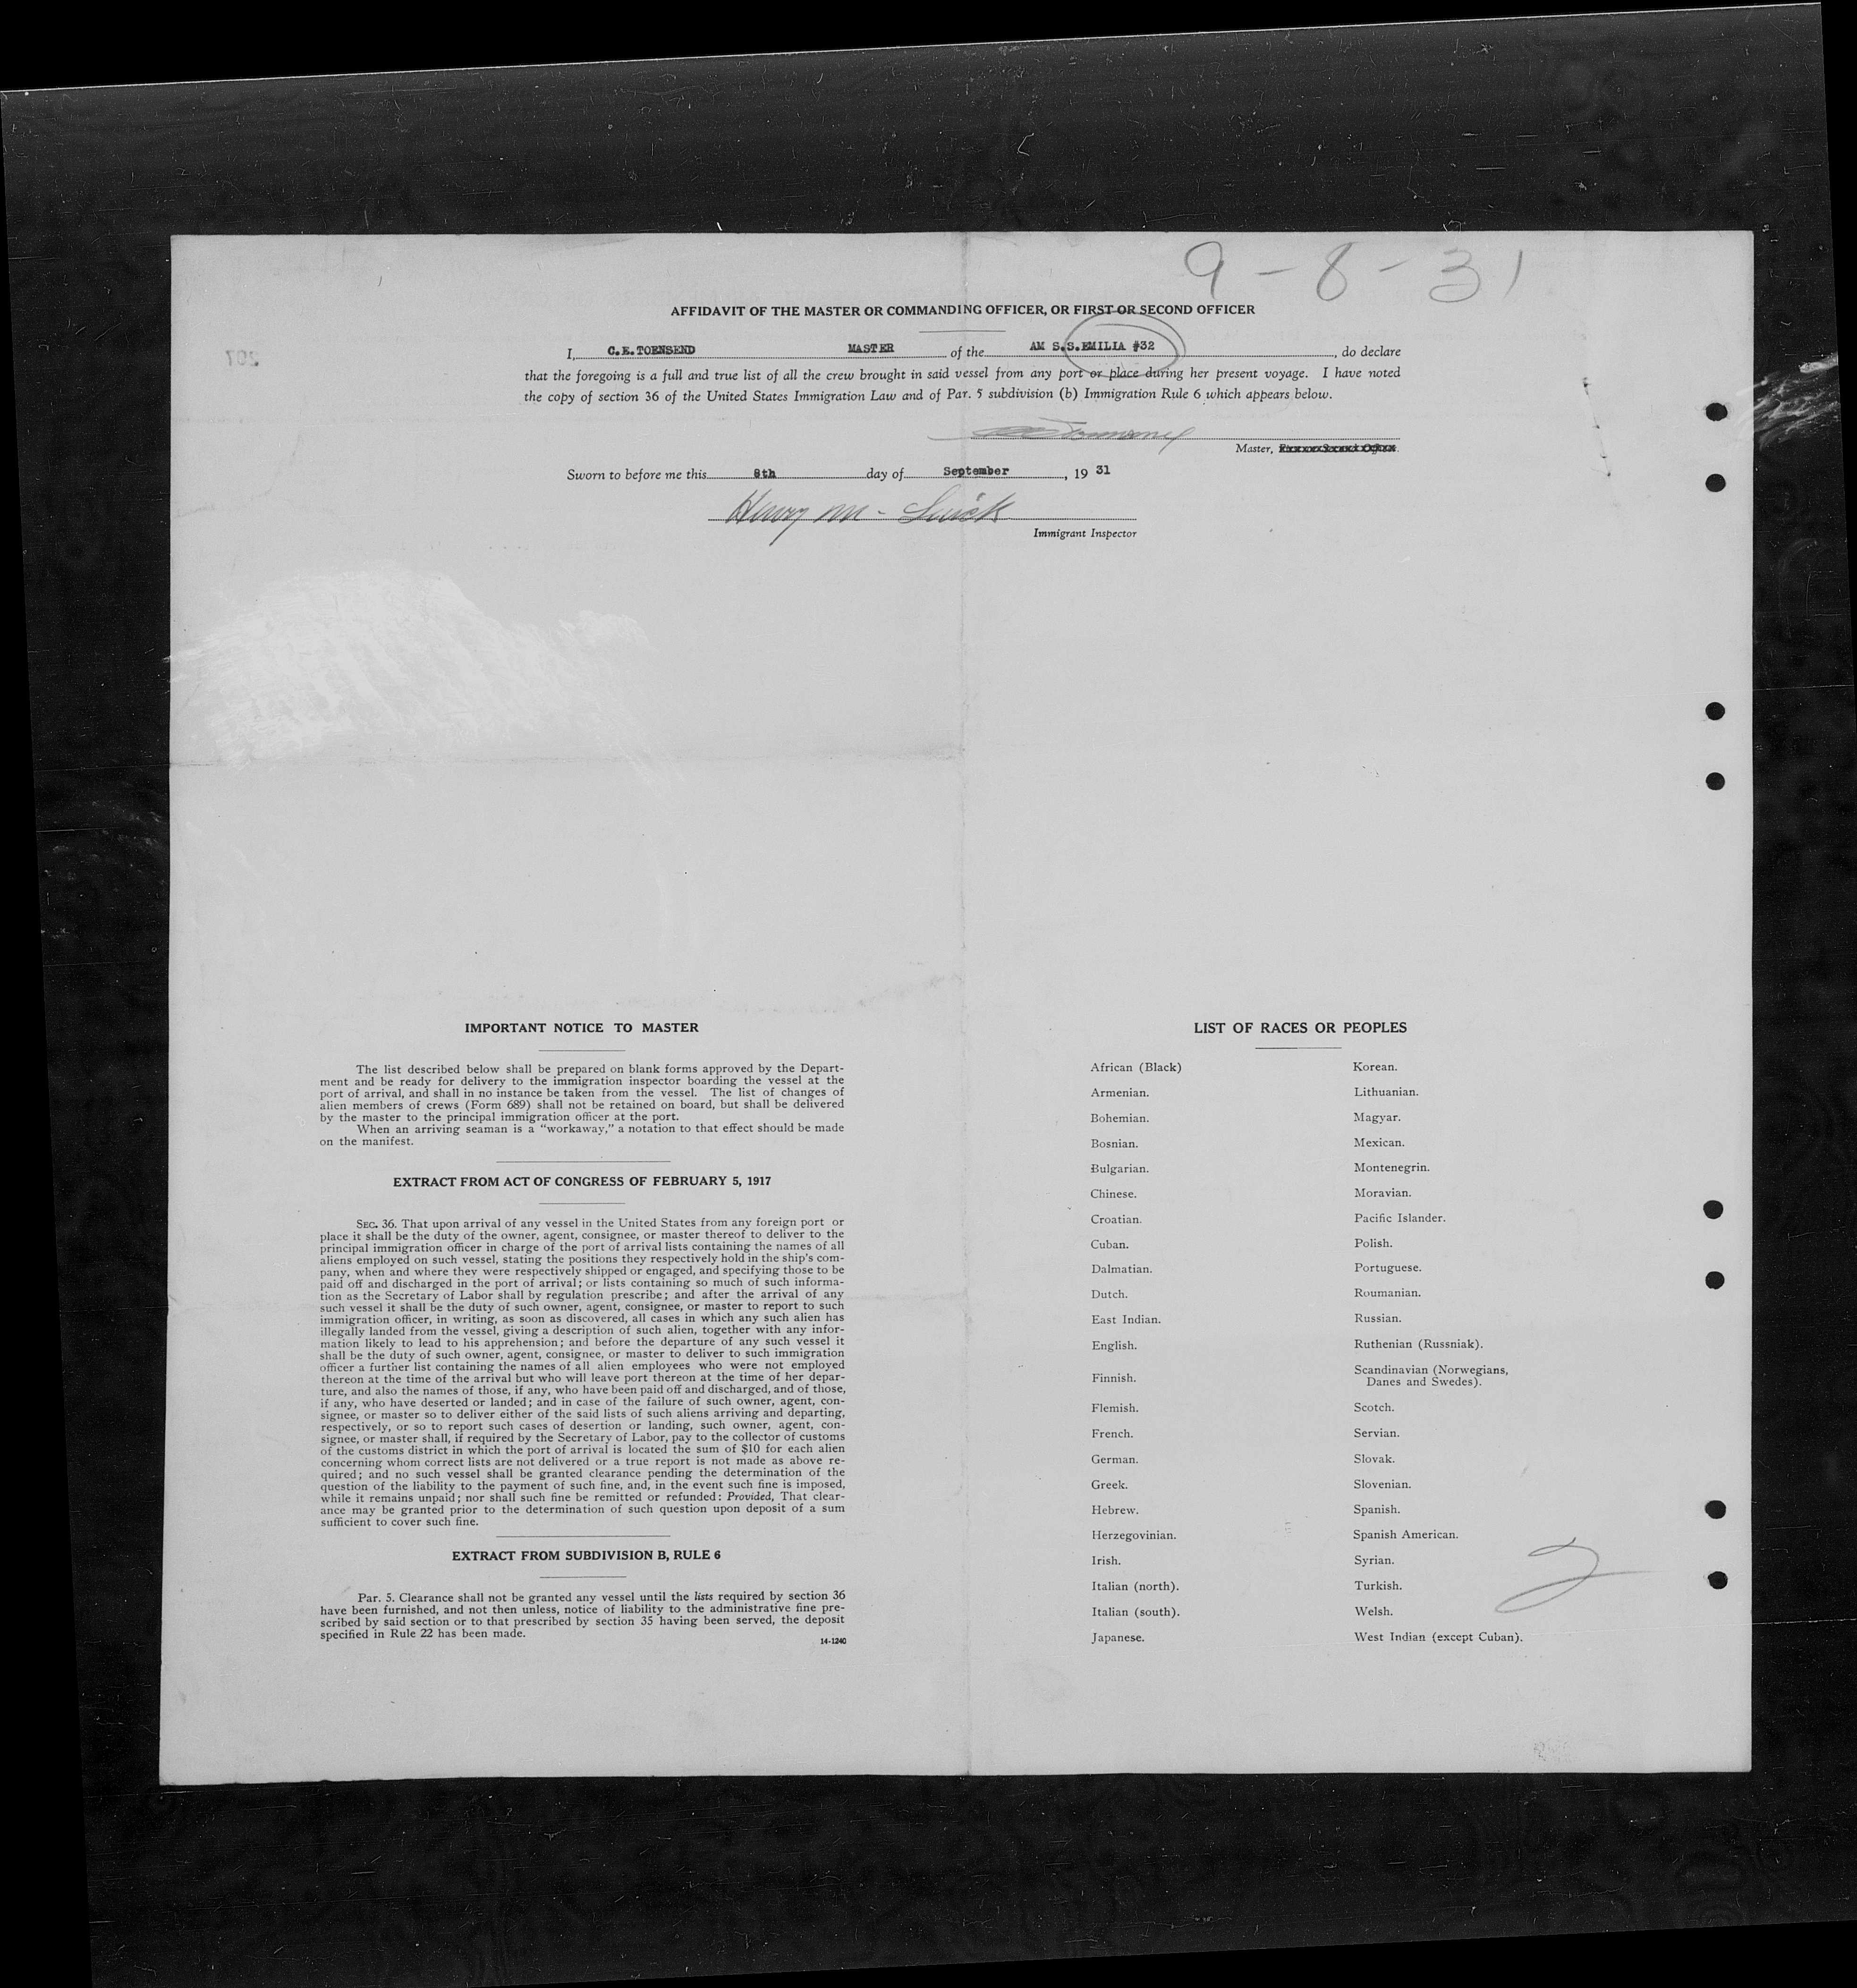 9 - 8 - 31
AFFIDAVIT OF THE MASTER OR COMMANDING OFFICER, OR FIRST OR SECOND OFFICER
I, C.E.TOENSEND MASTER of the AM S.S.EMILIA #32, do declare
that the foregoing is a full and true list of all the crew brought in said vessel from any port or place during her present voyage. I have noted
the copy of section 36 of the United States Immigration Law and of Par. 5 subdivision (b) Immigration Rule 6 which appears below.
Master,
Sworn to before me this 8th day of September, 19 31
Henry M
Immigrant Inspector
207
IMPORTANT NOTICE TO MASTER
The list described below shall be prepared on blank forms approved by the Depart-
ment and be ready for delivery to the immigration inspector boarding the vessel at the
port of arrival, and shall in no instance be taken from the vessel. The list of changes of
alien members of crews (Form 689) shall not be retained on board, but shall be delivered
by the master to the principal immigration officer at the port.
When an arriving seaman is a “workaway,” a notation to that effect should be made
on the manifest.
EXTRACT FROM ACT OF CONGRESS OF FEBRUARY 5, 1917
SEC. 36. That upon arrival of any vessel in the United States from any foreign port or
place it shall be the duty of the owner, agent, consignee, or master thereof to deliver to the
principal immigration officer in charge of the port of arrival lists containing the names of all
aliens employed on such vessel, stating the positions they respectively hold in the ship's com-
pany, when and where they were respectively shipped or engaged, and specifying those to be
paid off and discharged in the port of arrival; or lists containing so much of such informa-
tion as the Secretary of Labor shall by regulation prescribe; and after the arrival of any
such vessel it shall be the duty of such owner, agent, consignee, or master to report to such
immigration officer, in writing, as soon as discovered, all cases in which any such alien has
illegally landed from the vessel, giving a description of such alien, together with any infor-
mation likely to lead to his apprehension; and before the departure of any such vessel it
shall be the duty of such owner, agent, consignee, or master to deliver to such immigration
officer a further list containing the names of all alien employees who were not employed
thereon at the time of the arrival but who will leave port thereon at the time of her depar-
ture, and also the names of those, if any, who have been paid off and discharged, and of those,
if any, who have deserted or landed; and in case of the failure of such owner, agent, con-
signee, or master so to deliver either of the said lists of such aliens arriving and departing,
respectively, or so to report such cases of desertion or landing, such owner, agent, con-
signee, or master shall, if required by the Secretary of Labor, pay to the collector of customs
of the customs district in which the port of arrival is located the sum of $10 for each alien
concerning whom correct lists are not delivered or a true report is not made as above re-
quired; and no such vessel shall be granted clearance pending the determination of the
question of the liability to the payment of such fine, and, in the event such fine is imposed,
while it remains unpaid; nor shall such fine be remitted or refunded: Provided, That clear-
ance may be granted prior to the determination of such question upon deposit of a sum
sufficient to cover such fine.
EXTRACT FROM SUBDIVISION B, RULE 6
Par. 5. Clearance shall not be granted any vessel until the lists required by section 36
have been furnished, and not then unless, notice of liability to the administrative fine pre-
scribed by said section or to that prescribed by section 35 having been served, the deposit
specified in Rule 22 has been made.
14-1240
LIST OF RACES OR PEOPLES
African (Black)
Armenian.
Bohemian.
Bosnian.
Bulgarian.
Chinese.
Croatian.
Cuban.
Dalmatian.
Dutch.
East Indian.
English.
Finnish.
Flemish.
French.
German.
Greek.
Hebrew.
Herzegovinian.
Irish.
Italian (north).
Italian (south).
Japanese.
Korean.
Lithuanian.
Magyar.
Mexican.
Montenegrin.
Moravian.
Pacific Islander.
Polish.
Portuguese.
Roumanian.
Russian.
Ruthenian (Russniak).
Scandinavian (Norwegians,
Danes and Swedes).
Scotch.
Servian.
Slovak.
Slovenian.
Spanish.
Spanish American.
Syrian.
Turkish.
Welsh.
West Indian (except Cuban).
2